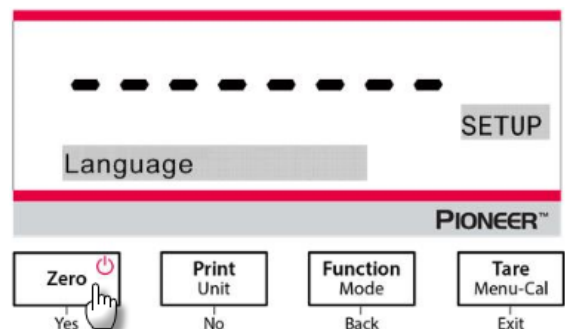 --------
SETUP
Language
PIONEER™
Zero Print Function Tare
Unit Mode Menu-Cal
Yes No Back Exit